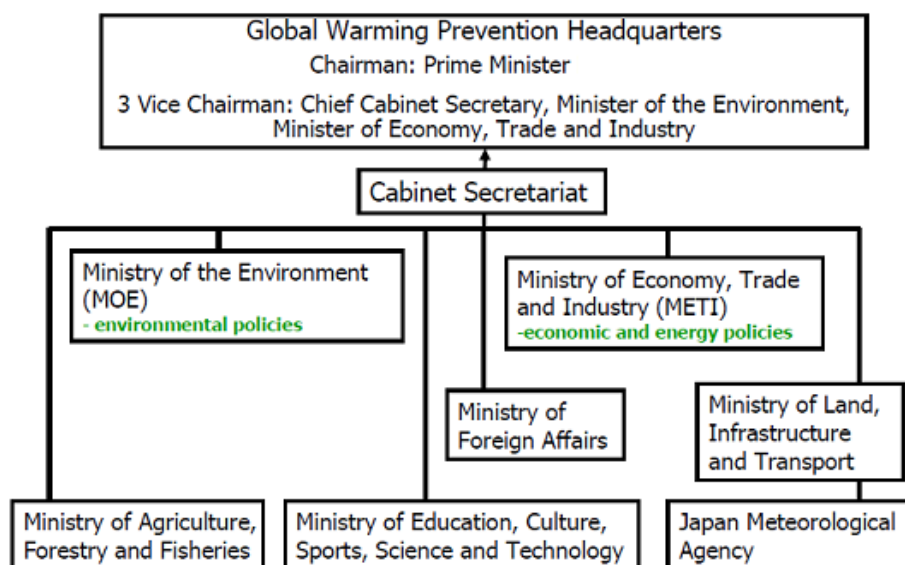 Global Warming Prevention Headquarters
Chairman: Prime Minister
3 Vice Chairman: Chief Cabinet Secretary, Minister of the Environment,
Minister of Economy, Trade and Industry
Cabinet Secretariat
Ministry of the Environment
(MOE)
- environmental policies
Ministry of Economy, Trade
and Industry (METI)
-economic and energy policies
Ministry of
Foreign Affairs
Ministry of Land,
Infrastructure
and Transport
Ministry of Agriculture,
Forestry and Fisheries
Ministry of Education, Culture,
Sports, Science and Technology
Japan Meteorological
Agency